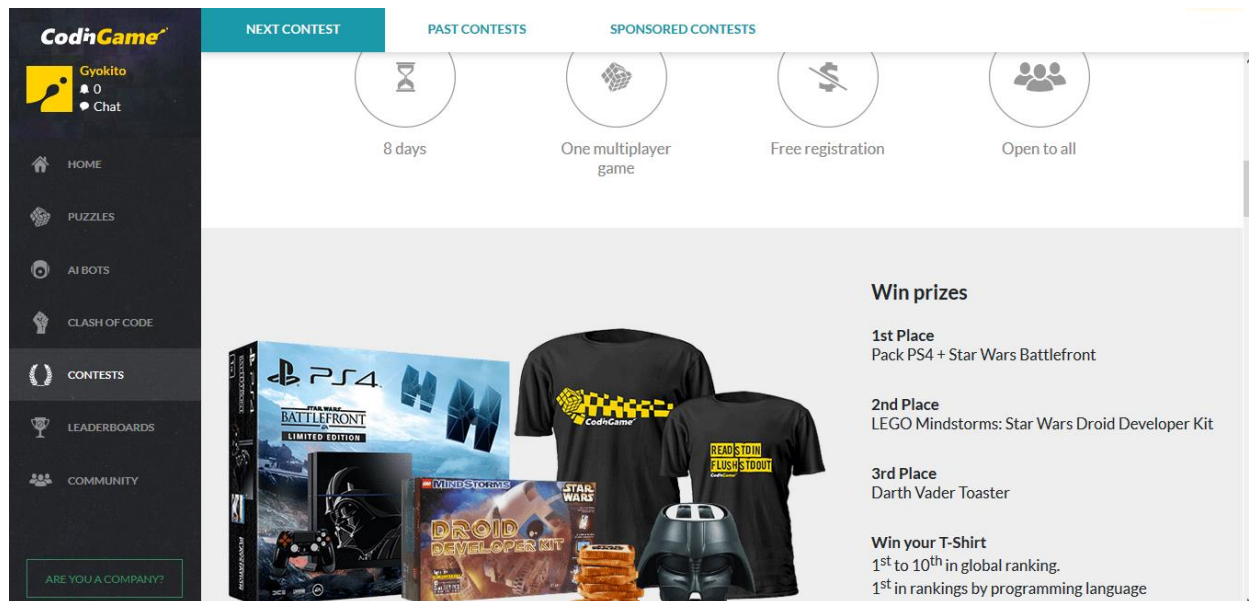 CodinGame
Gyokito
0
Chat
HOME
PUZZLES
AI BOTS
CLASH OF CODE
CONTESTS
LEADERBOARDS
COMMUNITY
ARE YOU A COMPANY?
NEXT CONTEST
PAST CONTESTS
SPONSORED CONTESTS
8 days
One multiplayer
game
Free registration
Open to all
PS4
STAR WARS
BATTLEFRONT
EA
LIMITED EDITION
PLAYSTATION
MINDSTORMS
STAR
WARS
DROID
DEVELOPER KIT
CodinGame
READ STDIN
FLUSH STDOUT
CodinGame
Win prizes
1st Place
Pack PS4 + Star Wars Battlefront
2nd Place
LEGO Mindstorms: Star Wars Droid Developer Kit
3rd Place
Darth Vader Toaster
Win your T-Shirt
1st to 10th in global ranking.
1st in rankings by programming language